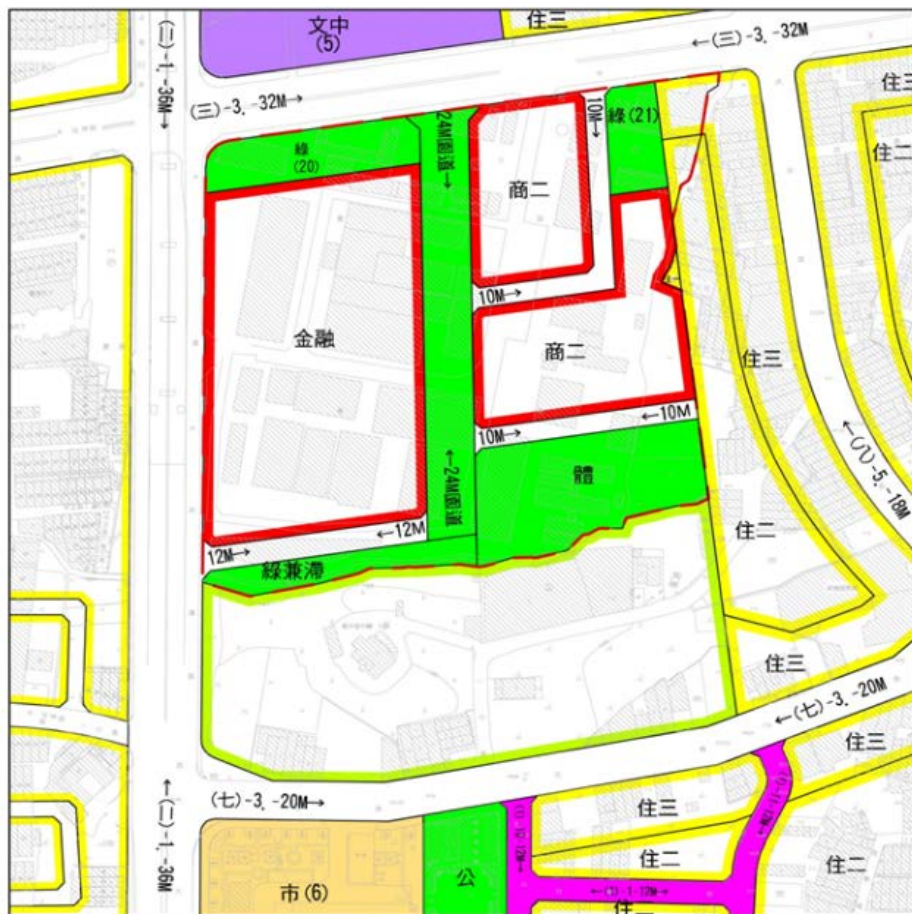 文中
(5)
住三
←(三)-3.-32M
(二)-1.-36M→
(三)-3.-32M→
住三
綠
(20)
24M園道→
10M→
綠(21)
住二
商二
10M→
金融
商二
住三
←10M
10M→
←24M園道
體
←(八)-5.-18M
←12M
12M→
住二
綠兼滯
住三
←(七)-3.-20M
住三
(七)-3.-20M→
←(二)-1.-36M
住三
住二
住二
公
市(6)